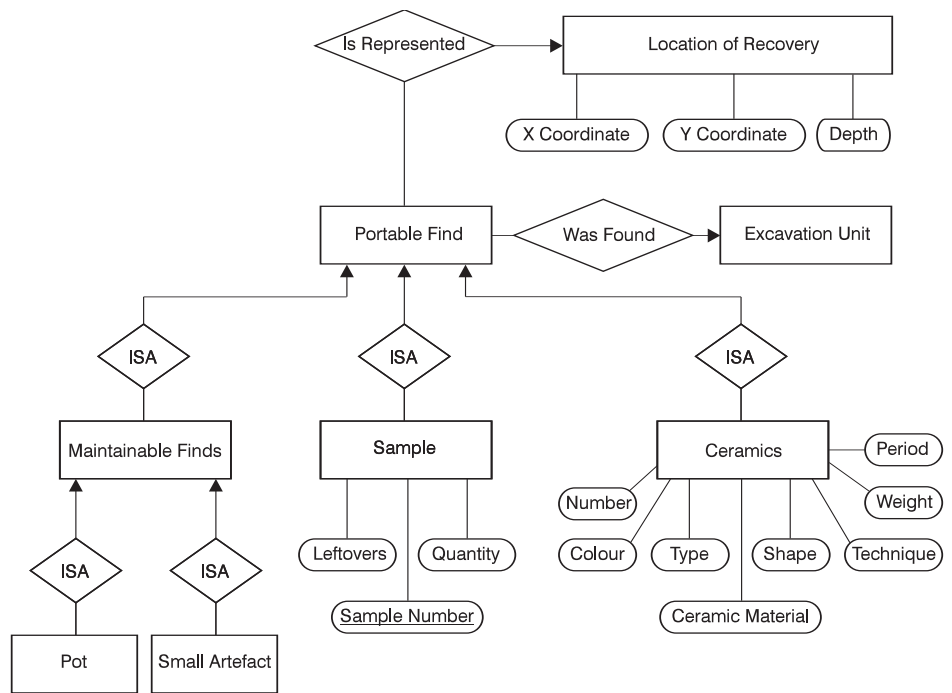 Is Represented
Location of Recovery
X Coordinate
Y Coordinate
Depth
Portable Find
Was Found
Excavation Unit
ISA
ISA
ISA
Maintainable Finds
Sample
Ceramics
Period
Number
Weight
Leftovers
Quantity
Colour
Type
Shape
Technique
ISA
ISA
Sample Number
Ceramic Material
Pot
Small Artefact